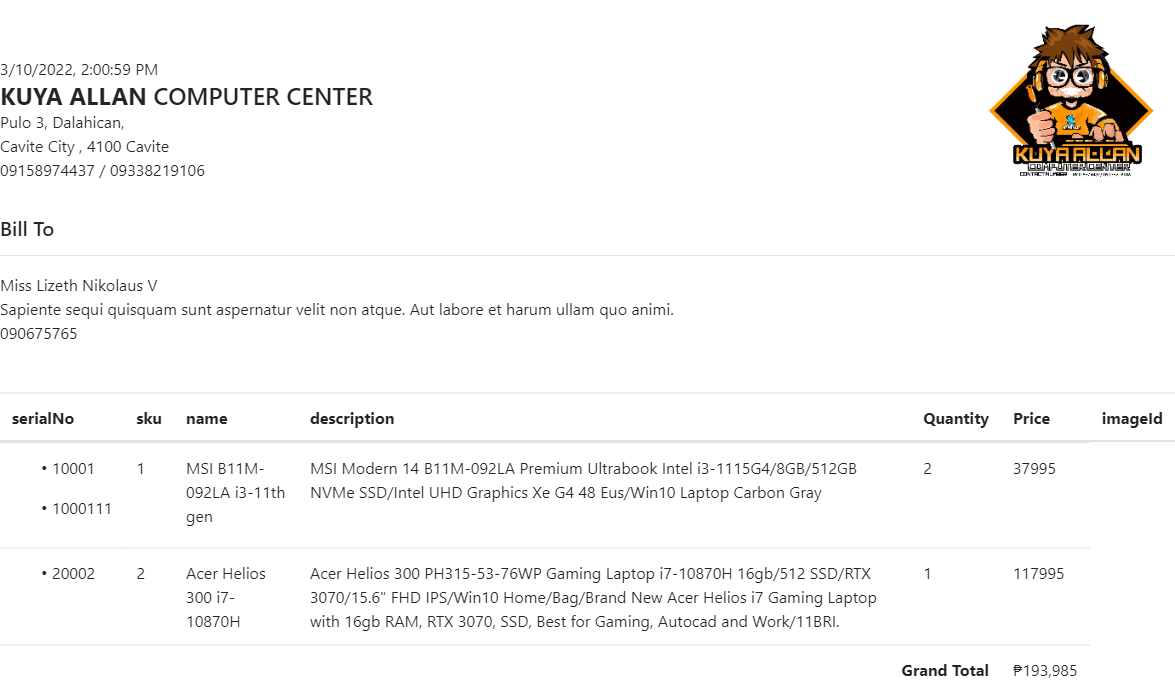 3/10/2022, 2:00:59 PM
KUYA ALLAN COMPUTER CENTER
Pulo 3, Dalahican,
Cavite City , 4100 Cavite
09158974437 / 09338219106
KUYA ALLAN
COMPUTER CENTER
CONTACT NUMBER
Bill To
Miss Lizeth Nikolaus V
Sapiente sequi quisquam sunt aspernatur velit non atque. Aut labore et harum ullam quo animi.
090675765
serialNo sku name description Quantity Price imageId
• 10001 1 MSI B11M- MSI Modern 14 B11M-092LA Premium Ultrabook Intel i3-1115G4/8GB/512GB 2 37995
092LA i3-11th NVMe SSD/Intel UHD Graphics Xe G4 48 Eus/Win10 Laptop Carbon Gray
• 1000111 gen
• 20002 2 Acer Helios Acer Helios 300 PH315-53-76WP Gaming Laptop i7-10870H 16gb/512 SSD/RTX 1 117995
300 i7- 3070/15.6" FHD IPS/Win10 Home/Bag/Brand New Acer Helios i7 Gaming Laptop
10870H with 16gb RAM, RTX 3070, SSD, Best for Gaming, Autocad and Work/11BRI.
Grand Total ₱193,985